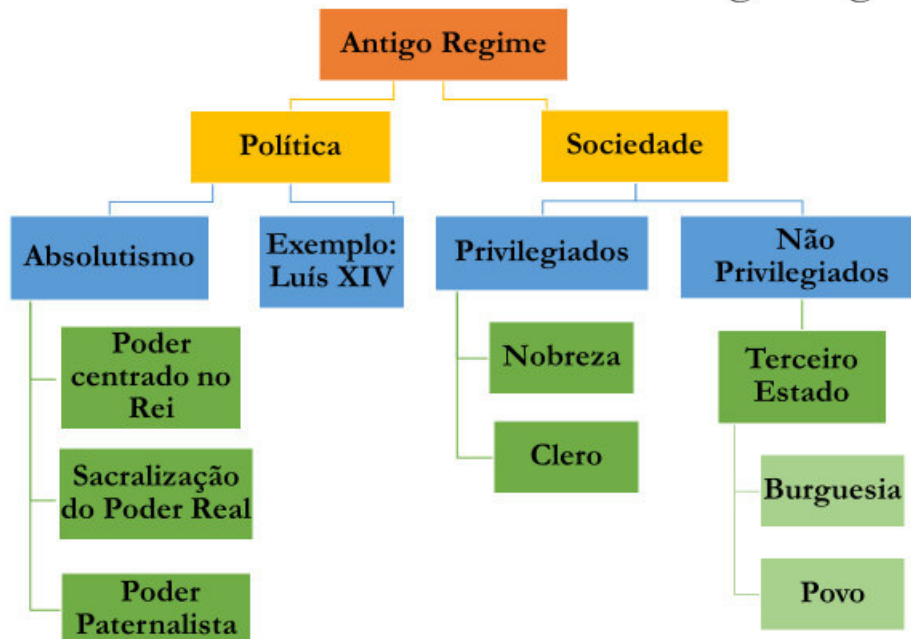 Antigo Regime
Política
Sociedade
Absolutismo
Exemplo:
Luís XIV
Privilegiados
Não
Privilegiados
Poder
centrado no
Rei
Sacralização
do Poder Real
Poder
Paternalista
Nobreza
Clero
Terceiro
Estado
Burguesia
Povo